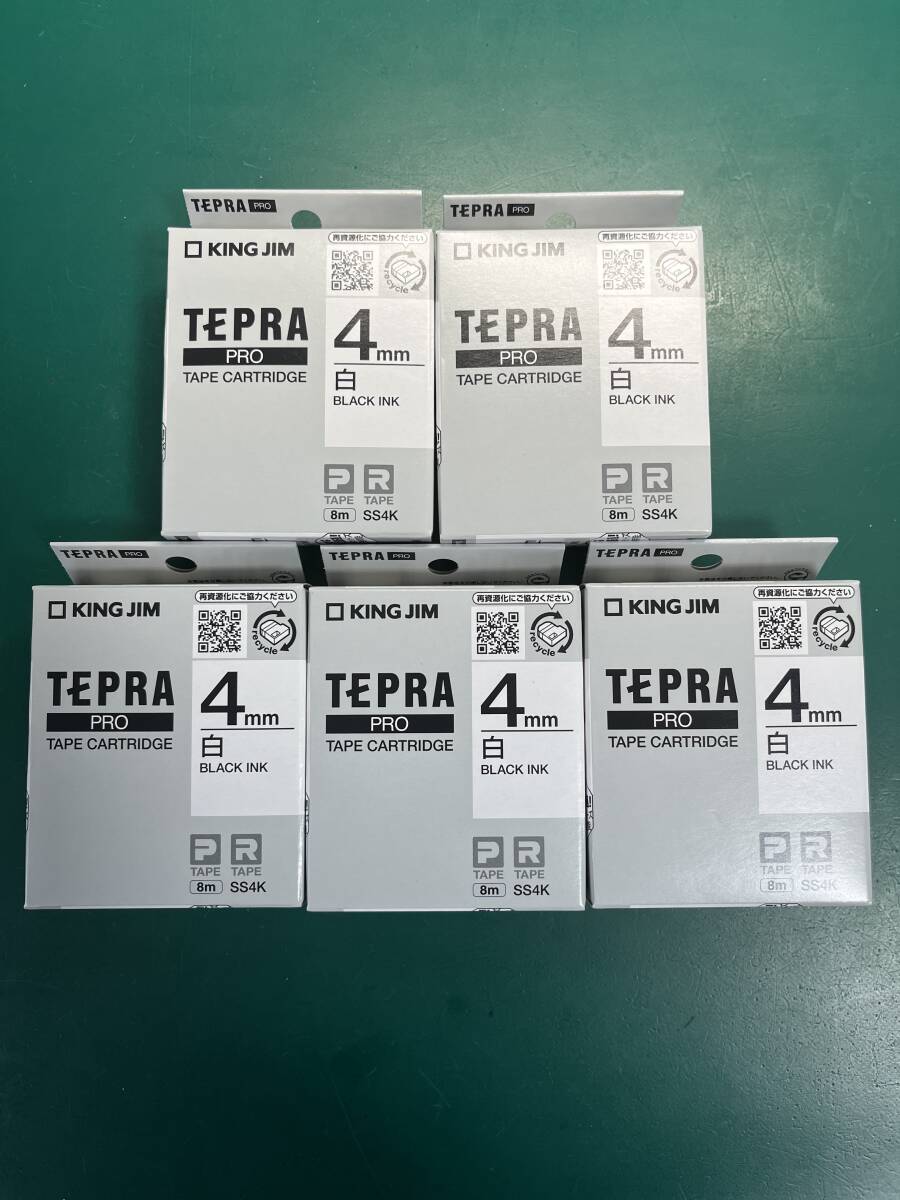 TEPRA PRO
KING JIM
再資源化にご協力ください
recycle
TEPRA
PRO
TAPE CARTRIDGE
4mm
白
BLACK INK
P R
TAPE TAPE
8m SS4K
TEPRA PRO
KING JIM
再資源化にご協力ください
recycle
TEPRA
PRO
TAPE CARTRIDGE
4mm
白
BLACK INK
P R
TAPE TAPE
8m SS4K
TEPRA PRO
KING JIM
再資源化にご協力ください
recycle
TEPRA
PRO
TAPE CARTRIDGE
4mm
白
BLACK INK
P R
TAPE TAPE
8m SS4K
TEPRA PRO
KING JIM
再資源化にご協力ください
recycle
TEPRA
PRO
TAPE CARTRIDGE
4mm
白
BLACK INK
P R
TAPE TAPE
8m SS4K
TEPRA PRO
KING JIM
再資源化にご協力ください
recycle
TEPRA
PRO
TAPE CARTRIDGE
4mm
白
BLACK INK
P R
TAPE TAPE
8m SS4K